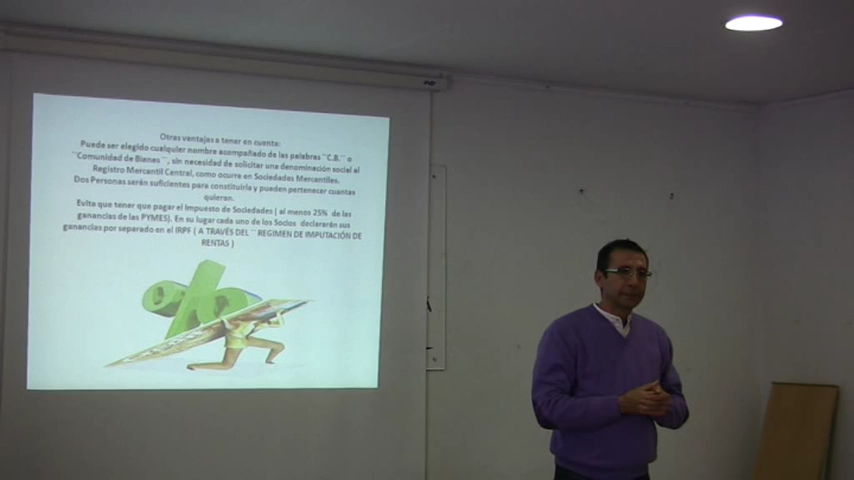 Otras ventajas a tener en cuenta:
Puede ser elegido cualquier nombre acompañado de las palabras ``C.B.´´ o
``Comunidad de Bienes ´´, sin necesidad de solicitar una denominación social al
Registro Mercantil Central, como ocurre en Sociedades Mercantiles.
Dos Personas serán suficientes para constituirla y pueden pertenecer cuantas
quieran.
Evita que tener que pagar el Impuesto de Sociedades ( al menos 25% de las
ganancias de las PYMES). En su lugar cada uno de los Socios declararán sus
ganancias por separado en el IRPF ( A TRAVÉS DEL ¨ REGIMEN DE IMPUTACIÓN DE
RENTAS )